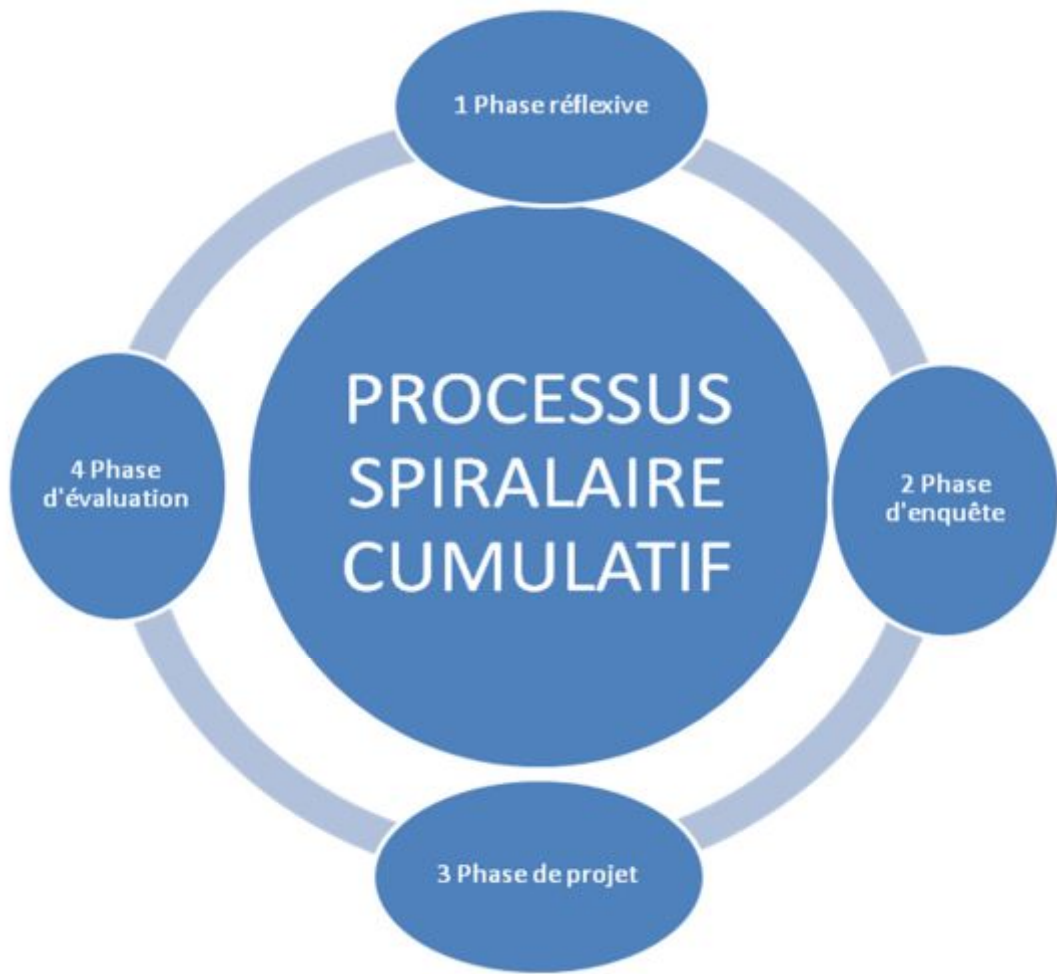 1 Phase réflexive
PROCESSUS
SPIRALAIRE
CUMULATIF
2 Phase
d'enquête
3 Phase de projet
4 Phase
d'évaluation